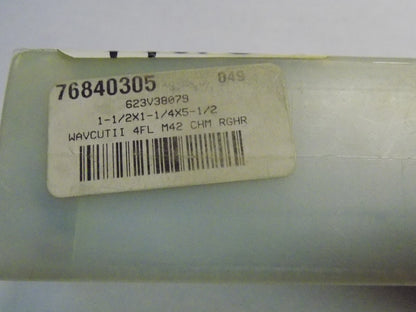 76840305 049
623V38079
1-1/2X1-1/4X5-1/2
WAVCUTII 4FL M42 CHM RGHR